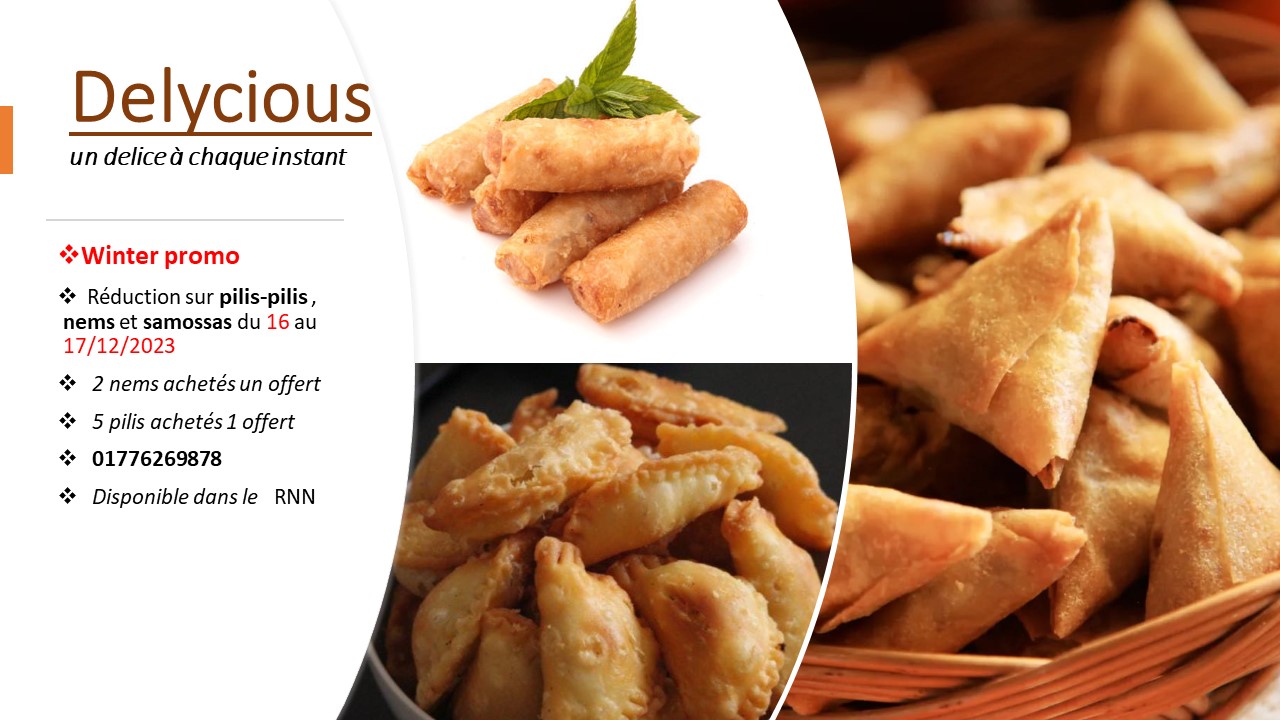 Delycious
un delice à chaque instant
❖Winter promo
❖ Réduction sur pilis-pilis ,
nems et samossas du 16 au
17/12/2023
❖ 2 nems achetés un offert
❖ 5 pilis achetés 1 offert
❖ 01776269878
❖ Disponible dans le RNN